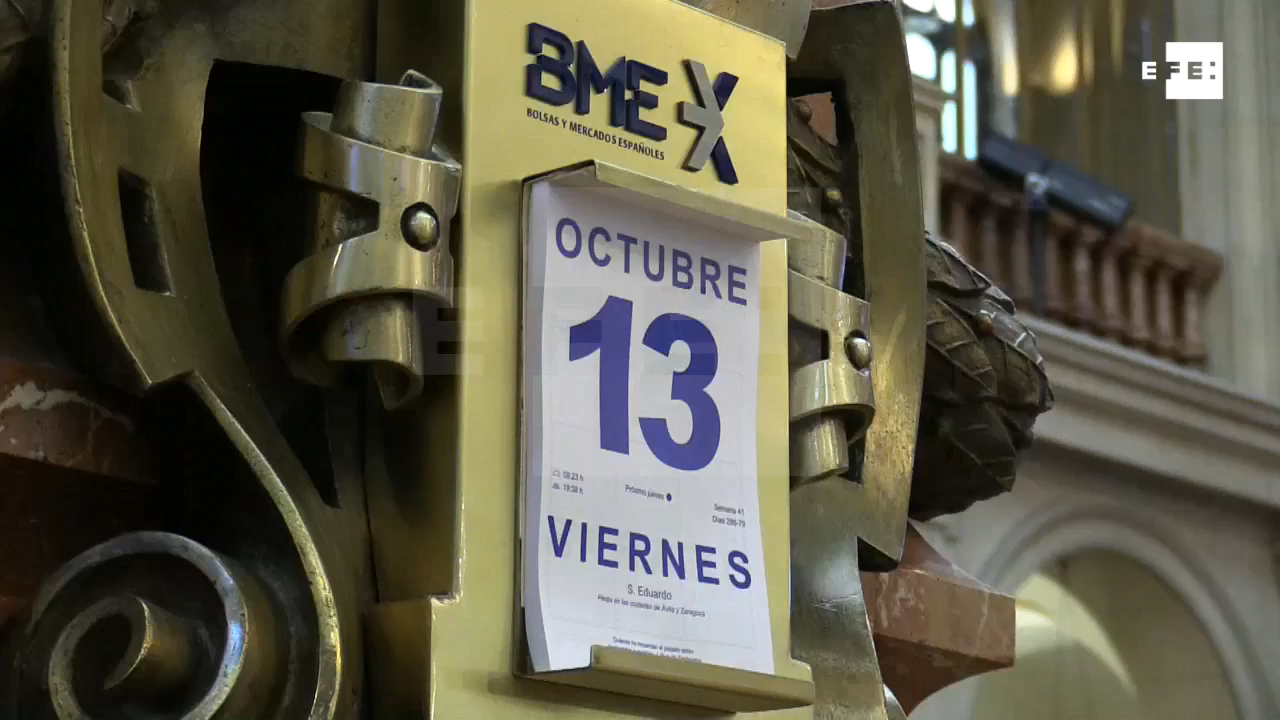 EFE:
BME X
BOLSAS Y MERCADOS ESPAÑOLES
OCTUBRE
13
08:23 h
19:38 h
Próximo jueves
Semana 41
Días 286-79
VIERNES
S. Eduardo
Fiesta en las ciudades de Ávila y Zaragoza
EFE: